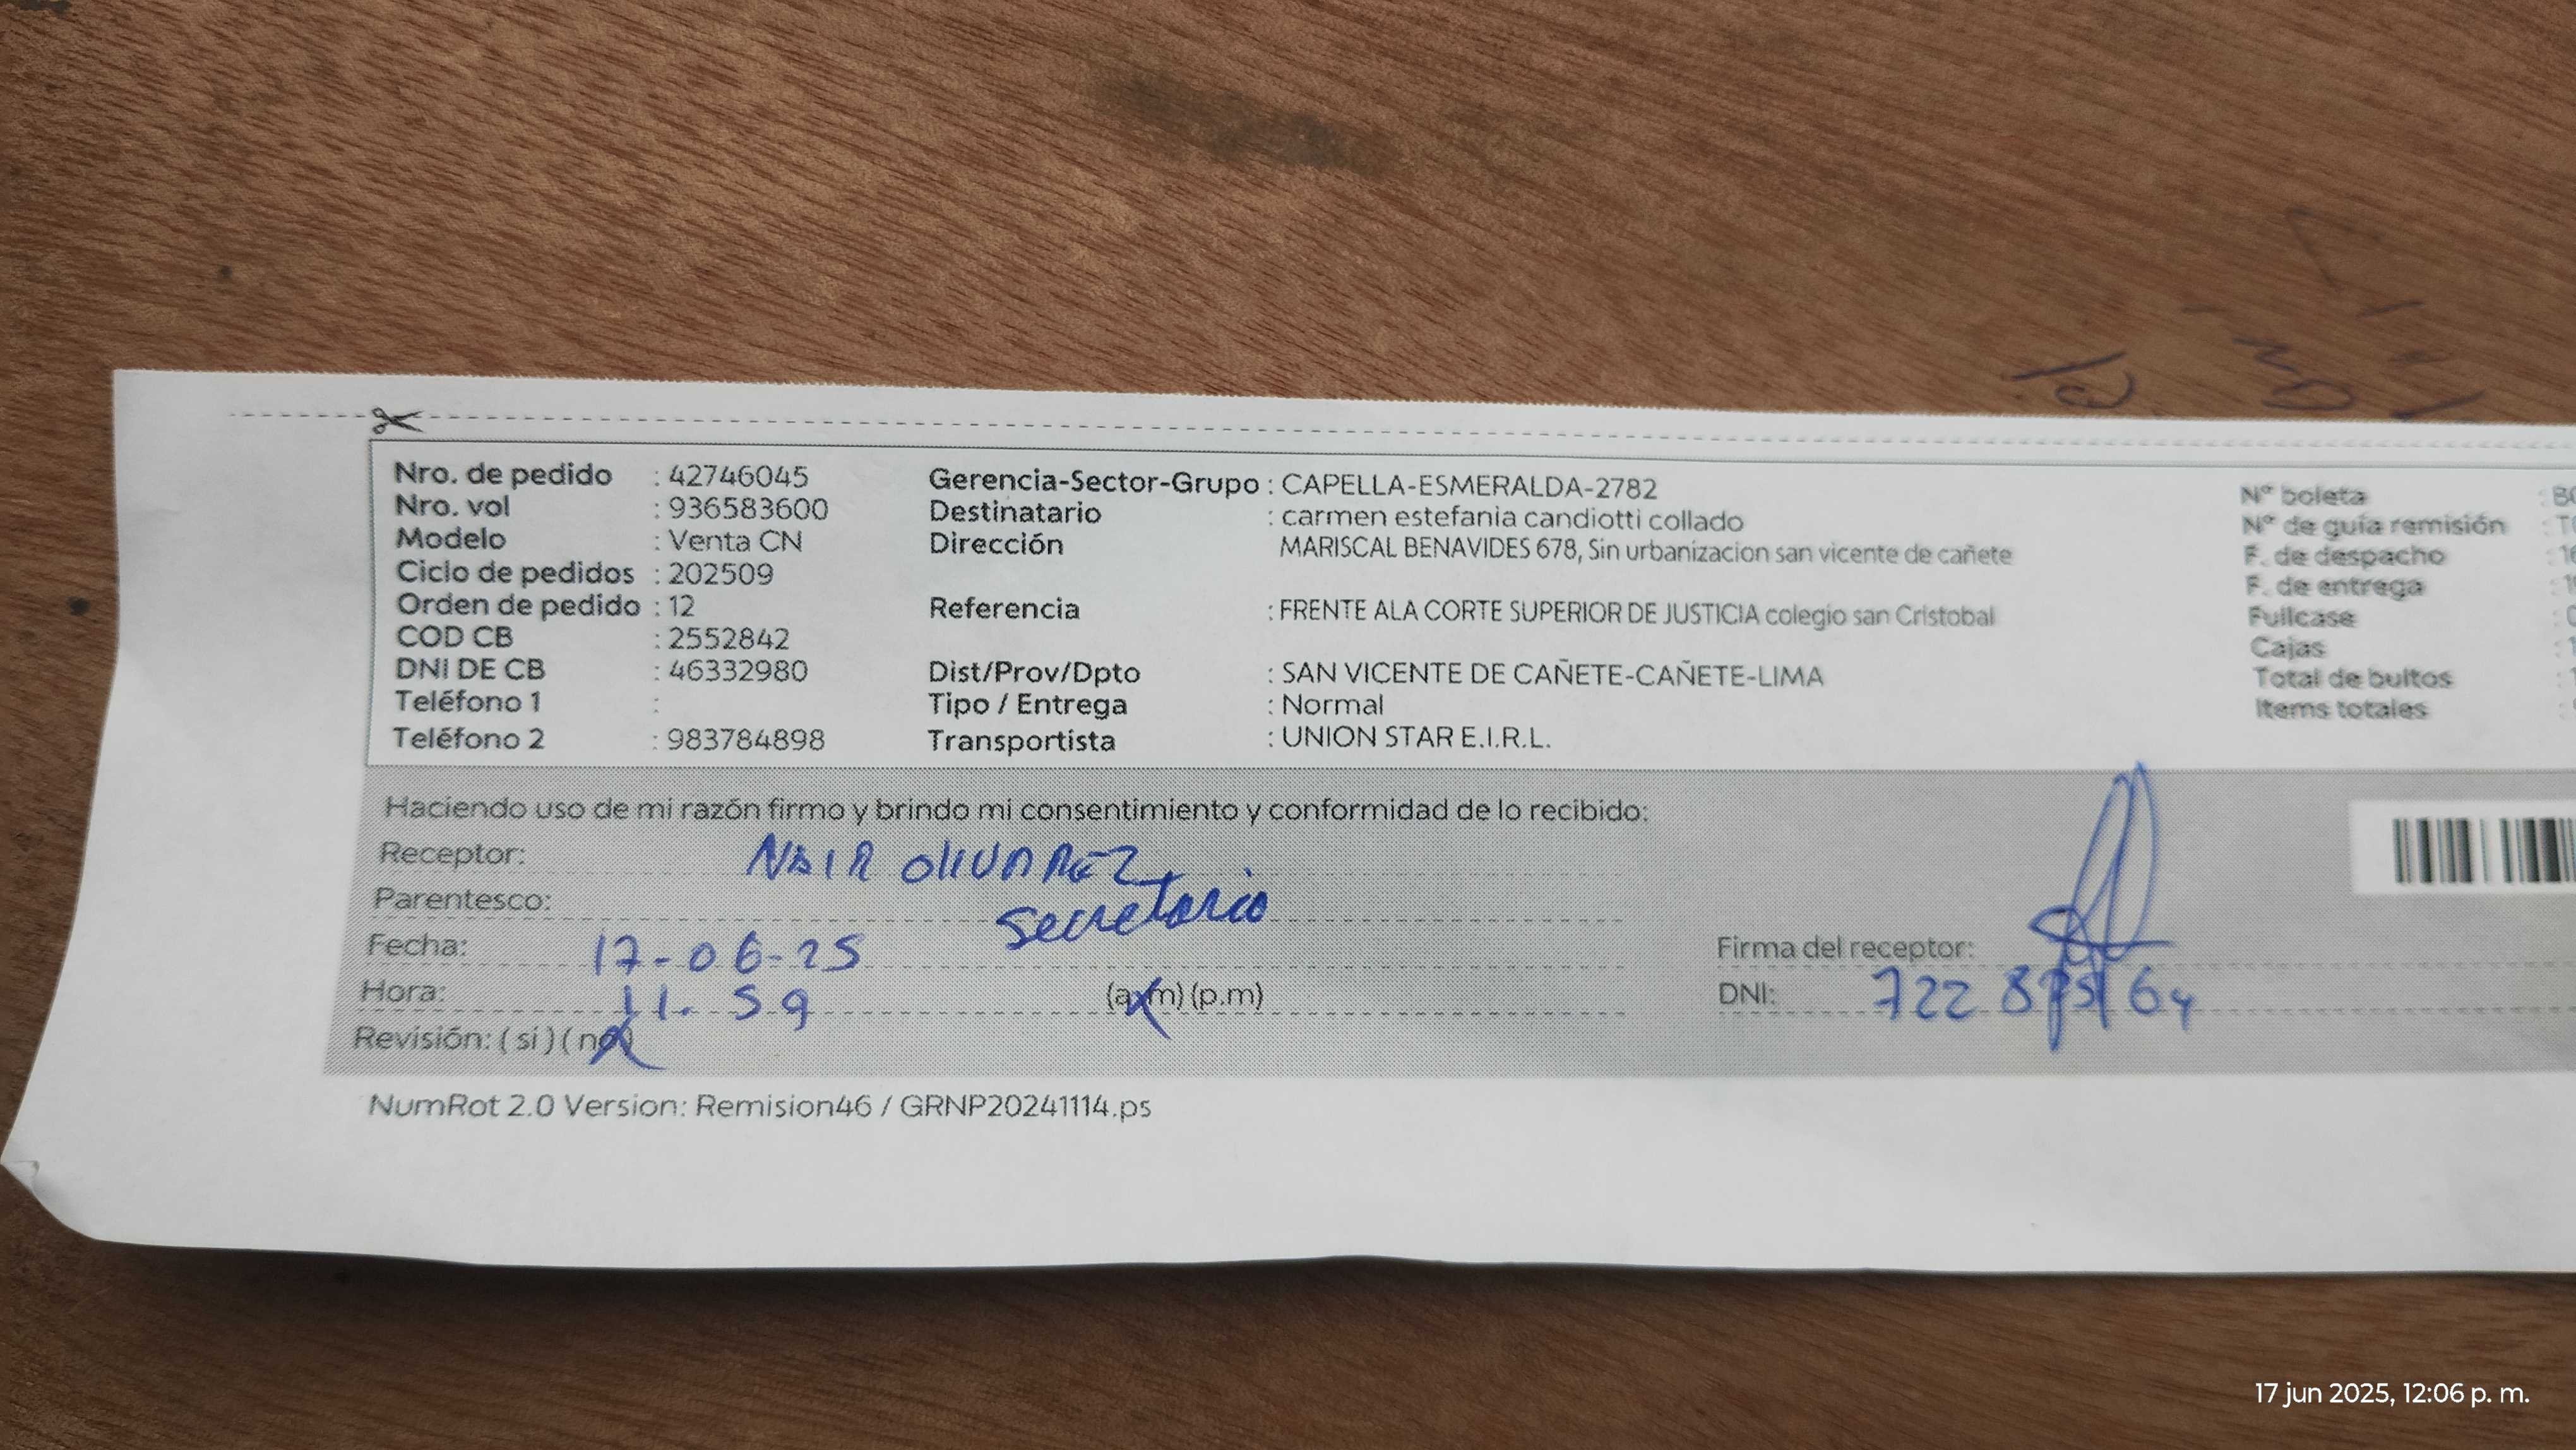 Nro. de pedido : 42746045 Gerencia-Sector-Grupo : CAPELLA-ESMERALDA-2782 N° boleta
Nro. vol : 936583600 Destinatario : carmen estefania candiotti collado N° de guía remisión
Modelo : Venta CN Dirección MARISCAL BENAVIDES 678, Sin urbanizacion san vicente de cañete F. de despacho
Ciclo de pedidos : 202509 F. de entrega
Orden de pedido : 12 Referencia : FRENTE ALA CORTE SUPERIOR DE JUSTICIA colegio san Cristobal Fullcase
COD CB : 2552842 Cajas
DNI DE CB : 46332980 Dist/Prov/Dpto : SAN VICENTE DE CAÑETE-CAÑETE-LIMA Total de bultos
Teléfono 1 : Tipo / Entrega : Normal Items totales
Teléfono 2 : 983784898 Transportista : UNION STAR E.I.R.L.
Haciendo uso de mi razón firmo y brindo mi consentimiento y conformidad de lo recibido:
Receptor: NAIR OLIVAREZ
Parentesco: secretaria
Fecha: 17-06-25 Firma del receptor:
Hora: 11.59 (a.m) (p.m) DNI:
Revisión: ( si ) ( no )
NumRot 2.0 Version: Remision46 / GRNP20241114.ps
17 jun 2025, 12:06 p. m.